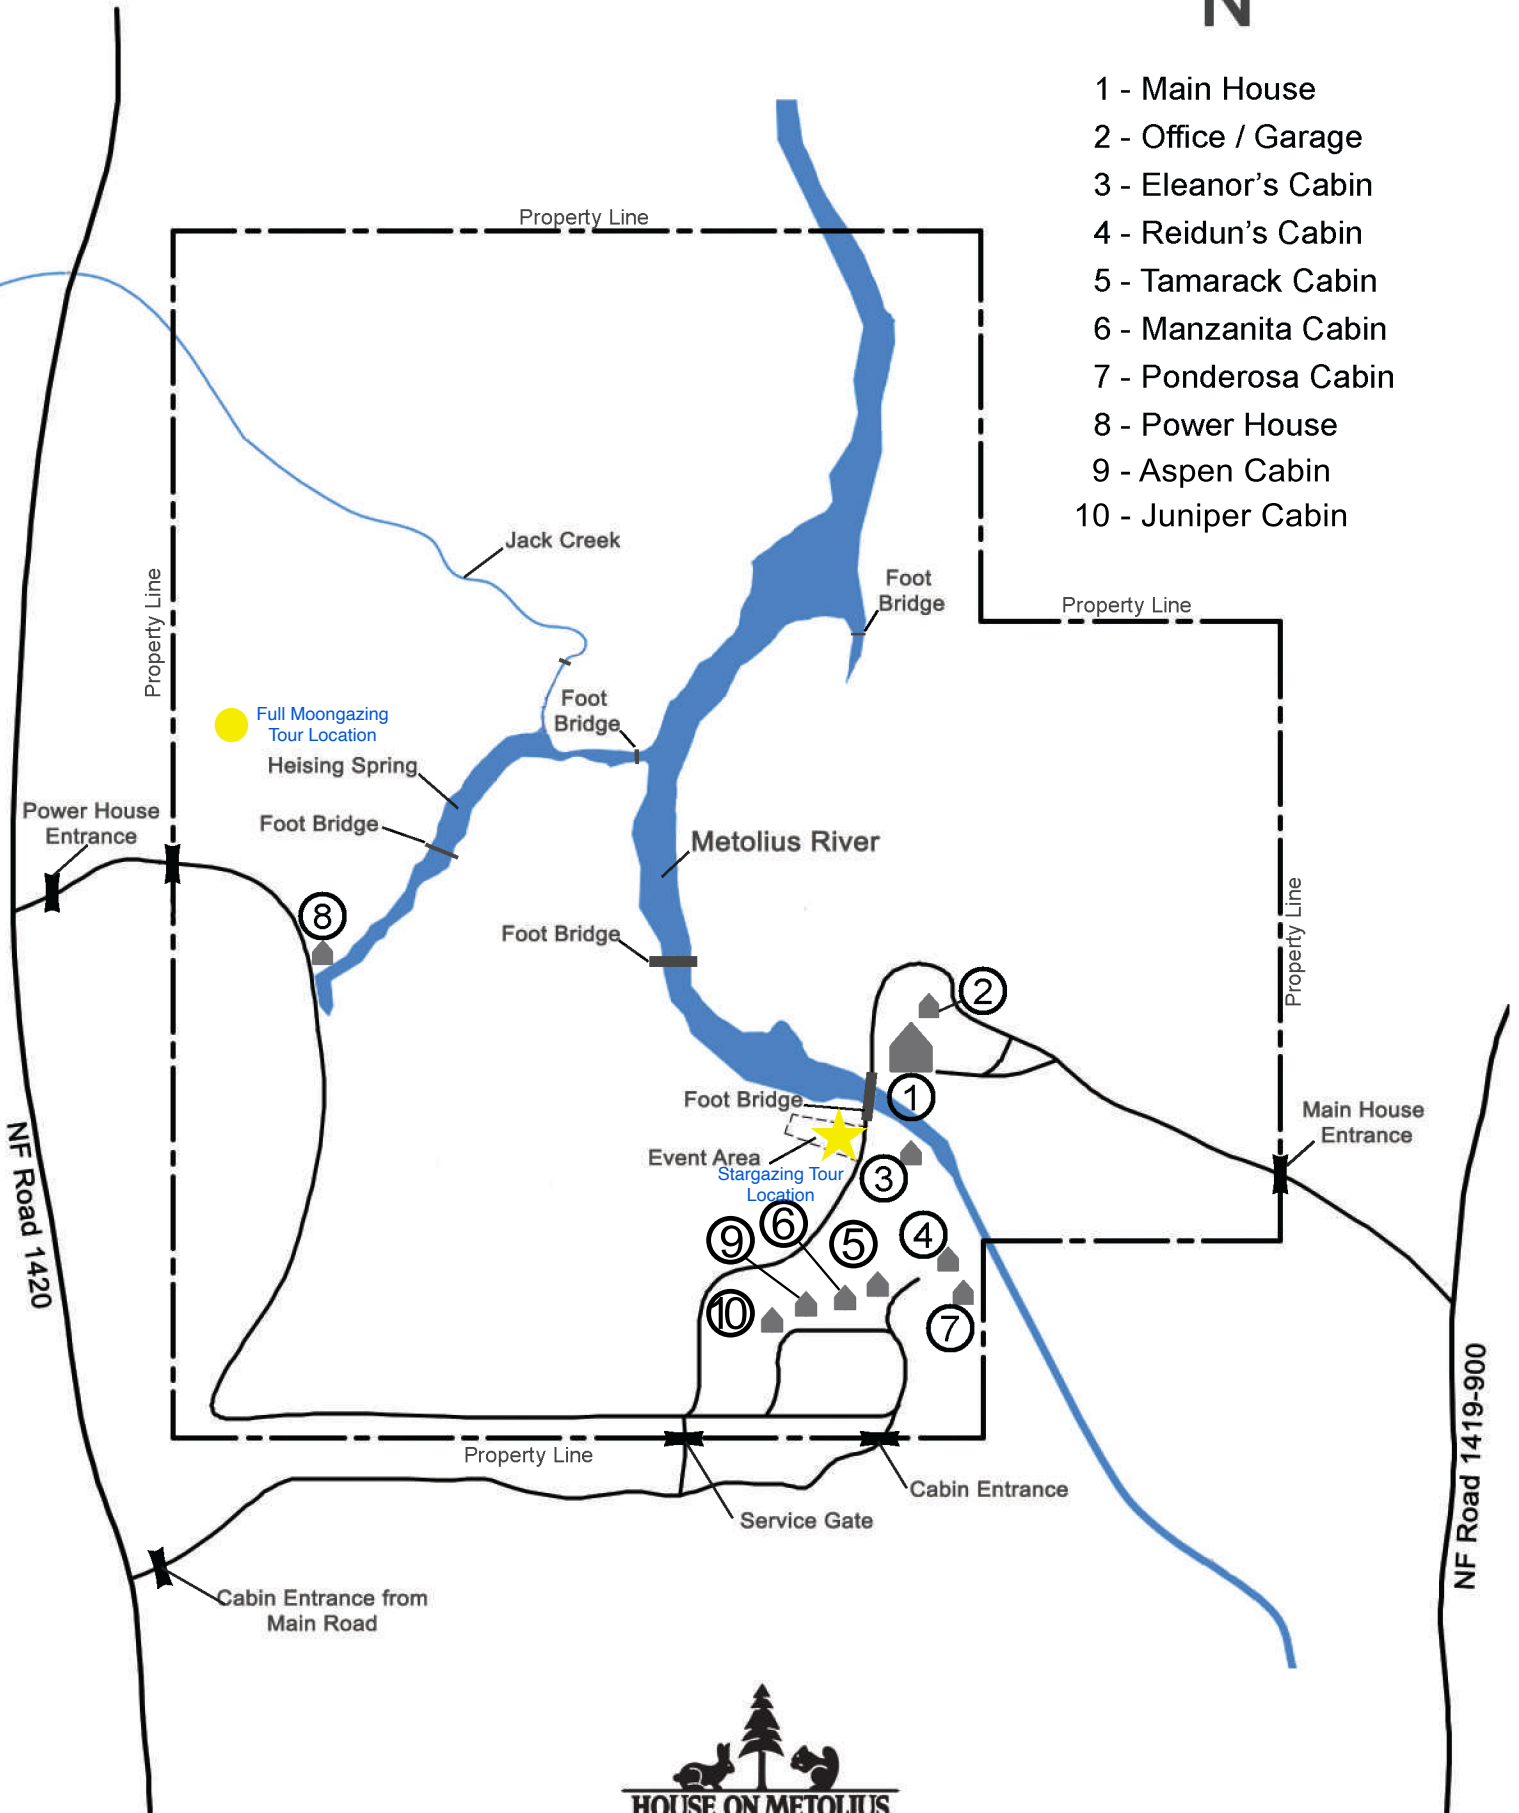 N
1 - Main House
2 - Office / Garage
3 - Eleanor's Cabin
4 - Reidun's Cabin
5 - Tamarack Cabin
6 - Manzanita Cabin
7 - Ponderosa Cabin
8 - Power House
9 - Aspen Cabin
10 - Juniper Cabin
Property Line
Jack Creek
Foot
Bridge
Property Line
Property Line
Foot
Bridge
Full Moongazing
Tour Location
Heising Spring
Power House
Entrance
Foot Bridge
Metolius River
Property Line
8
Foot Bridge
2
1
Foot Bridge
Main House
Entrance
Event Area
Stargazing Tour
Location
3
NF Road 1420
9
6
5
4
10
7
NF Road 1419-900
Property Line
Cabin Entrance
Service Gate
Cabin Entrance from
Main Road
HOUSE ON METOLIUS